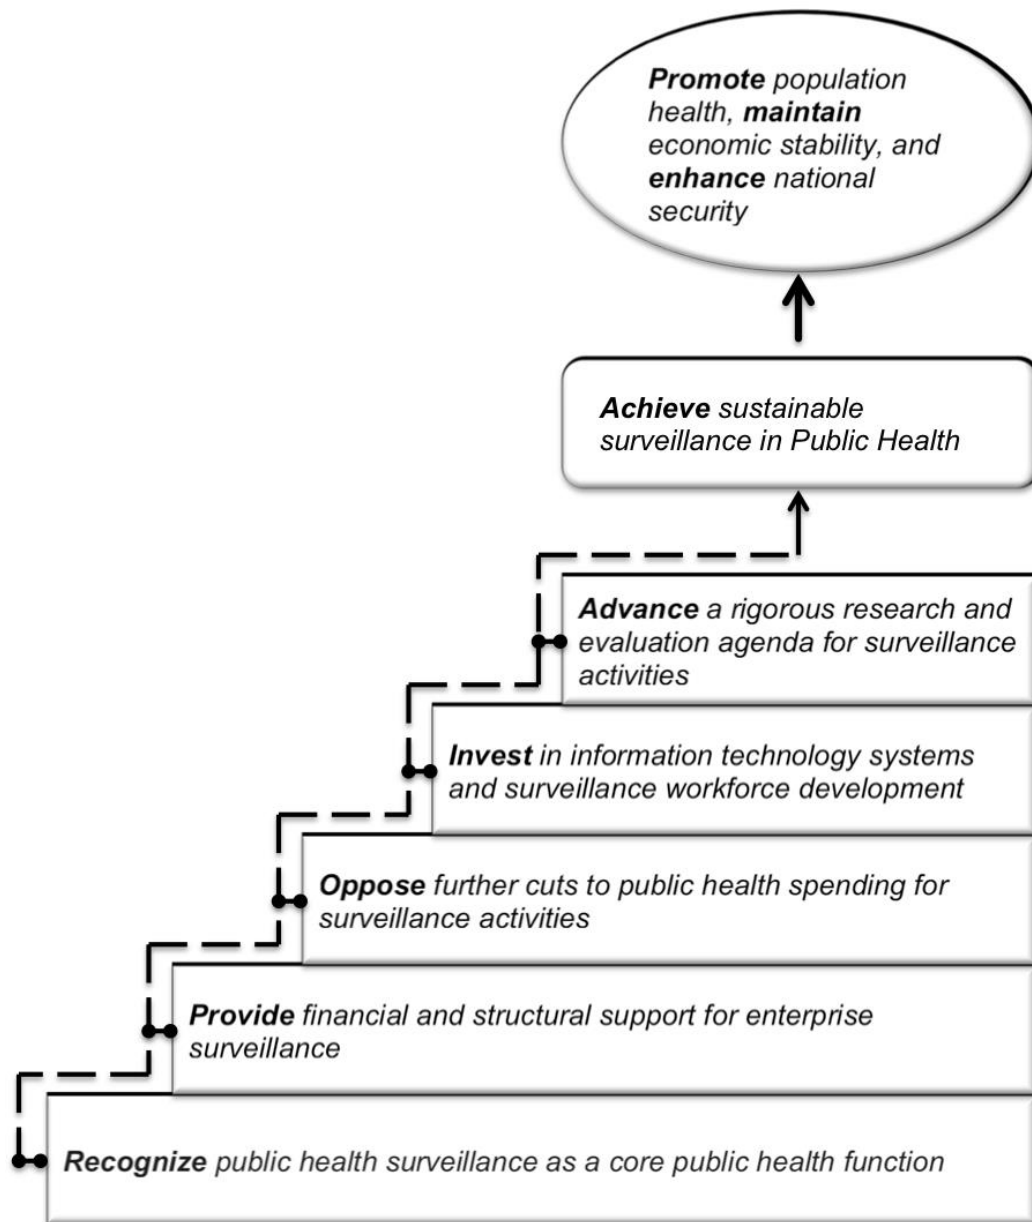 Promote population
health, maintain
economic stability, and
enhance national
security
Achieve sustainable
surveillance in Public Health
Advance a rigorous research and
evaluation agenda for surveillance
activities
Invest in information technology systems
and surveillance workforce development
Oppose further cuts to public health spending for
surveillance activities
Provide financial and structural support for enterprise
surveillance
Recognize public health surveillance as a core public health function